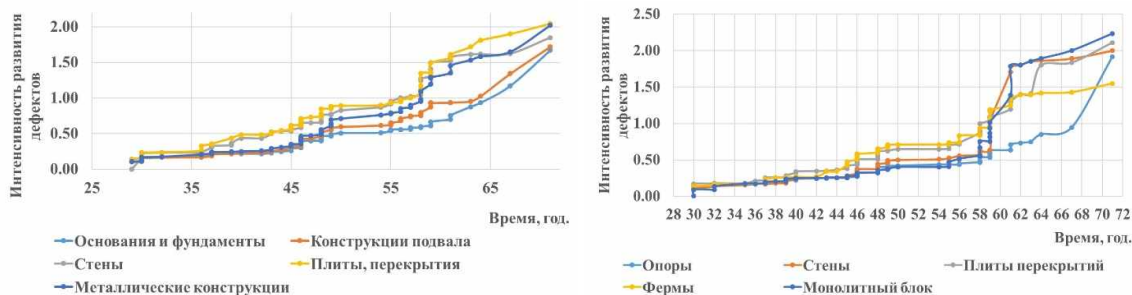 Интенсивность развития
дефектов
2.00
1.50
1.00
0.50
0.00
25 35 45 55 65
Время, год.
Основания и фундаменты Конструкции подвала
Стены Плиты, перекрытия
Металлические конструкции
Интенсивность развития
дефектов
2.50
2.00
1.50
1.00
0.50
0.00
28 30 32 34 36 38 40 42 44 46 48 50 52 54 56 58 60 62 64 66 68 70 72
Время, год.
Опоры Стены Плиты перекрытий
Фермы Монолитный блок